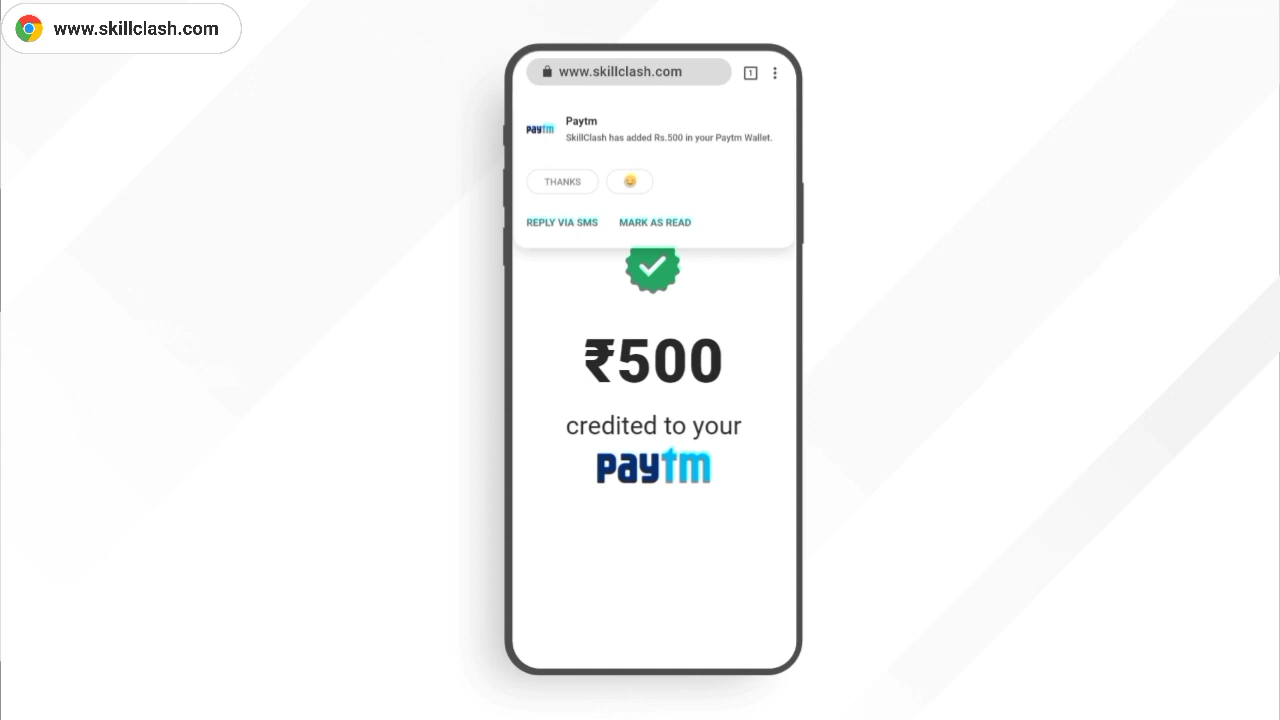 www.skillclash.com
www.skillclash.com
1
Paytm
paytm
SkillClash has added Rs.500 in your Paytm Wallet.
THANKS
REPLY VIA SMS MARK AS READ
₹500
credited to your
paytm